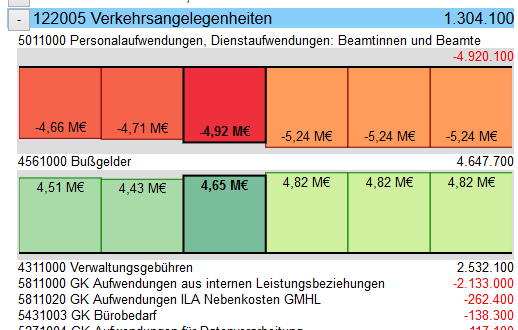 - 122005 Verkehrsangelegenheiten 1.304.100
5011000 Personalaufwendungen, Dienstaufwendungen: Beamtinnen und Beamte
-4.920.100
-4,66 M€ -4,71 M€ -4,92 M€ -5,24 M€ -5,24 M€ -5,24 M€
4561000 Bußgelder 4.647.700
4,51 M€ 4,43 M€ 4,65 M€ 4,82 M€ 4,82 M€ 4,82 M€
4311000 Verwaltungsgebühren 2.532.100
5811000 GK Aufwendungen aus internen Leistungsbeziehungen -2.133.000
5811020 GK Aufwendungen ILA Nebenkosten GMHL -262.400
5431003 GK Bürobedarf -138.300